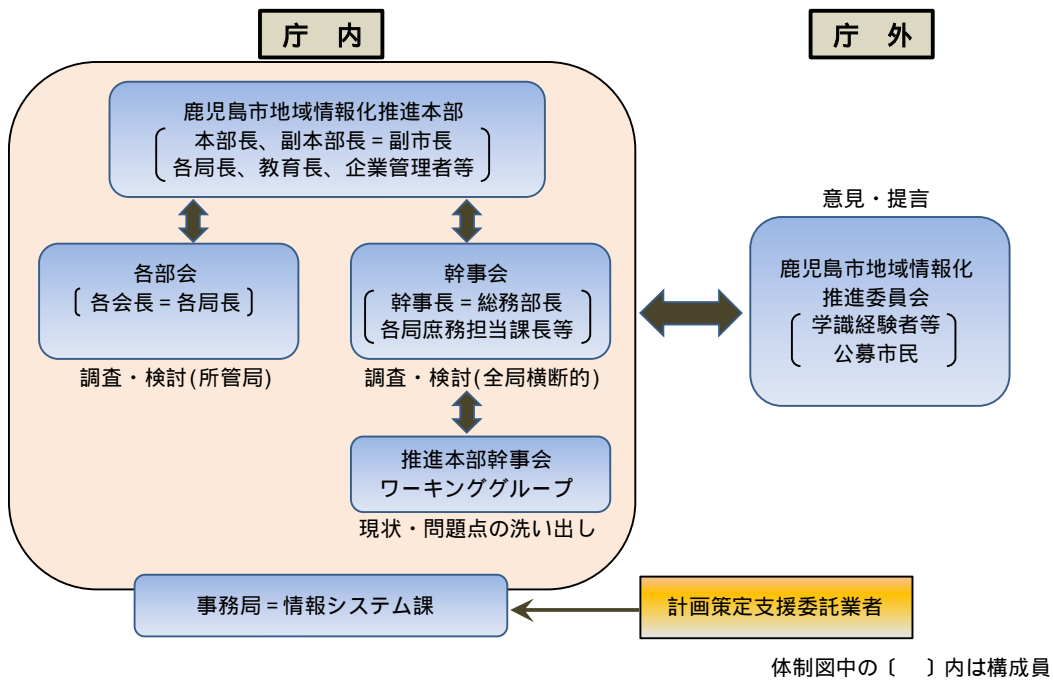 庁　内
庁　外
鹿児島市地域情報化推進本部
本部長、副本部長＝副市長
各局長、教育長、企業管理者等
各部会
〔 各会長＝各局長 〕
調査・検討(所管局)
幹事会
幹事長＝総務部長
各局庶務担当課長等
調査・検討(全局横断的)
推進本部幹事会
ワーキンググループ
現状・問題点の洗い出し
意見・提言
鹿児島市地域情報化
推進委員会
学識経験者等
公募市民
事務局＝情報システム課
計画策定支援委託業者
体制図中の〔　〕内は構成員